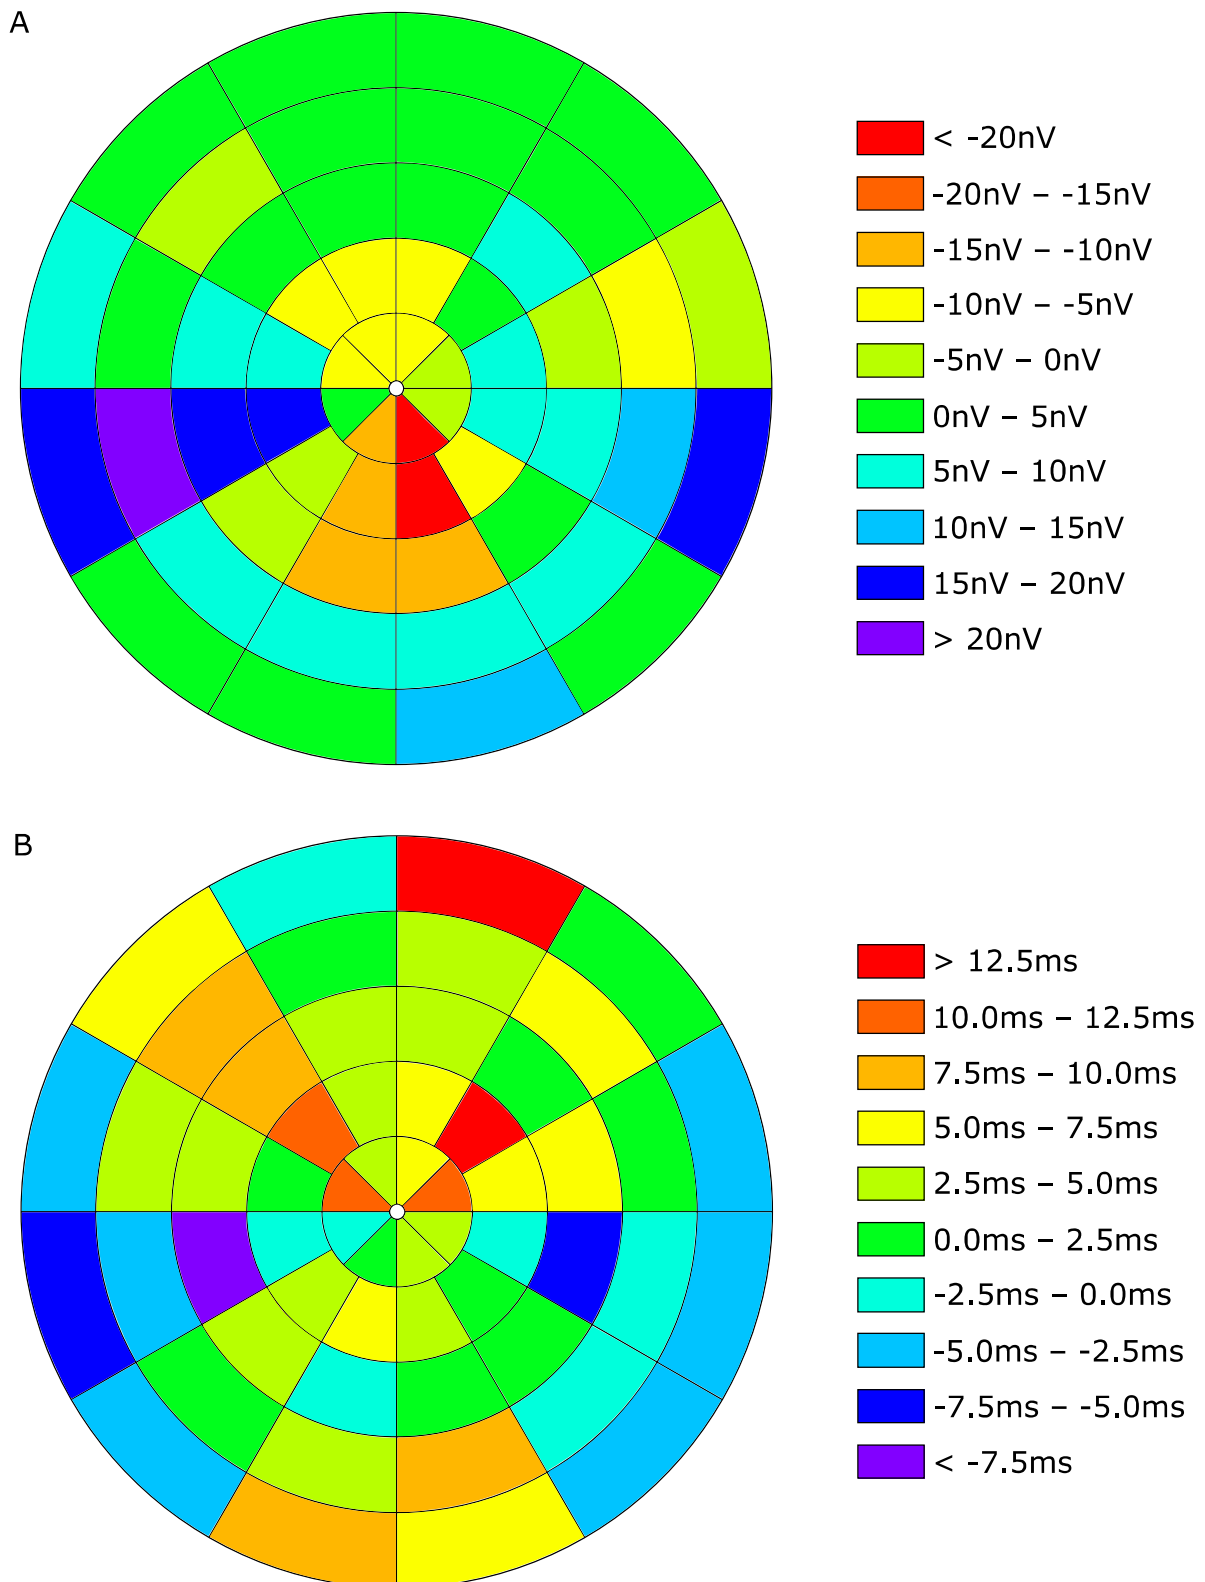 A
< -20nV
-20nV – -15nV
-15nV – -10nV
-10nV – -5nV
-5nV – 0nV
0nV – 5nV
5nV – 10nV
10nV – 15nV
15nV – 20nV
> 20nV
B
> 12.5ms
10.0ms – 12.5ms
7.5ms – 10.0ms
5.0ms – 7.5ms
2.5ms – 5.0ms
0.0ms – 2.5ms
-2.5ms – 0.0ms
-5.0ms – -2.5ms
-7.5ms – -5.0ms
< -7.5ms